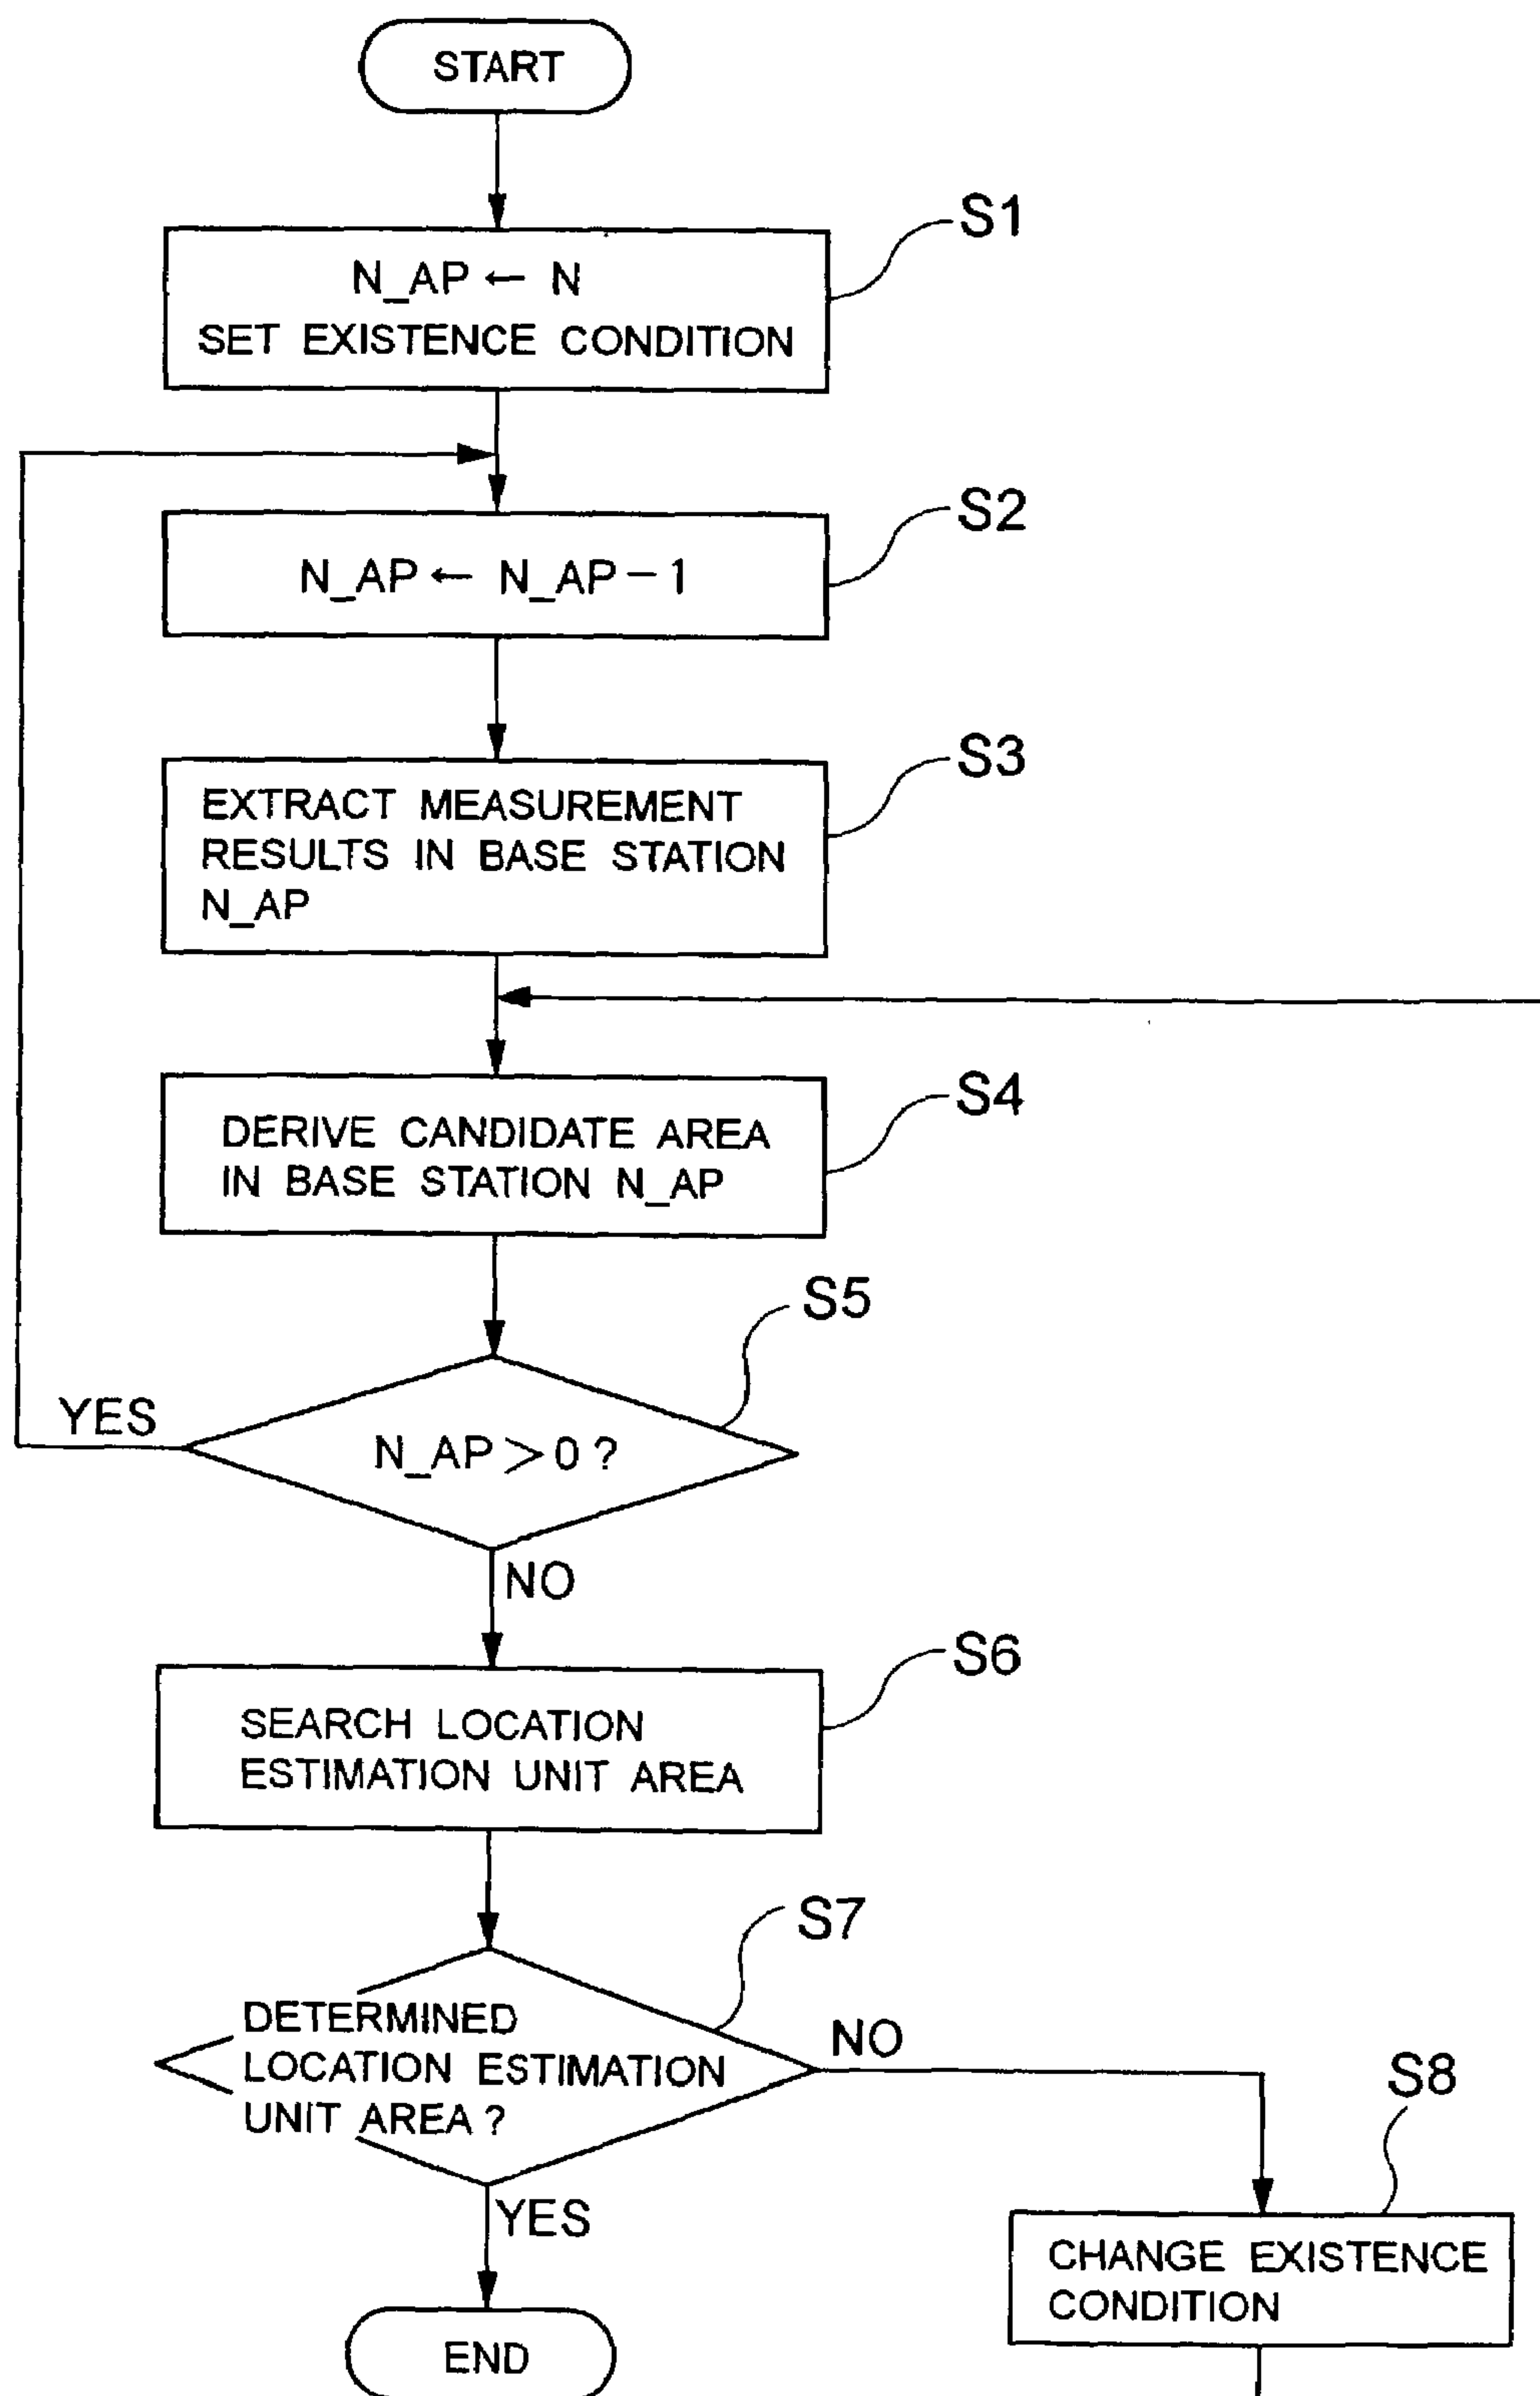 START
S1
N_AP ← N
SET EXISTENCE CONDITION
S2
N_AP ← N_AP－1
S3
EXTRACT MEASUREMENT
RESULTS IN BASE STATION
N_AP
S4
DERIVE CANDIDATE AREA
IN BASE STATION N_AP
S5
YES
N_AP＞0?
NO
S6
SEARCH LOCATION
ESTIMATION UNIT AREA
S7
DETERMINED
LOCATION ESTIMATION
UNIT AREA?
NO
S8
YES
CHANGE EXISTENCE
CONDITION
END